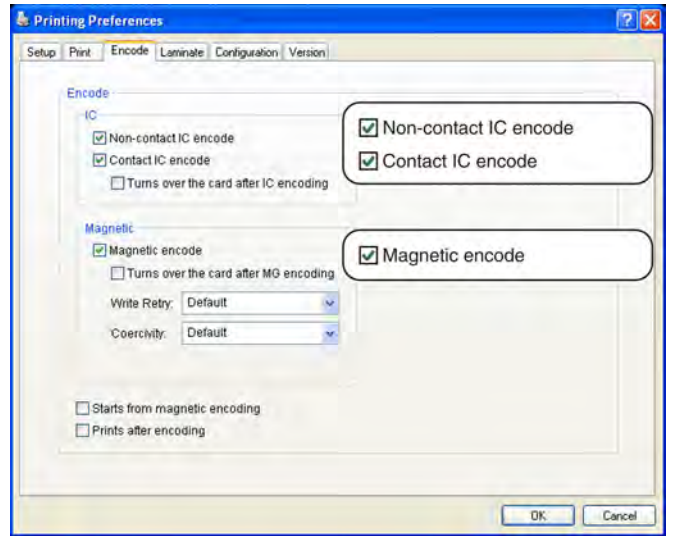 Printing Preferences
Setup Print Encode Laminate Configuration Version
Encode
IC
Non-contact IC encode
Contact IC encode
Turns over the card after IC encoding
Non-contact IC encode
Contact IC encode
Magnetic
Magnetic encode
Turns over the card after MG encoding
Write Retry: Default
Coercivity: Default
Magnetic encode
Starts from magnetic encoding
Prints after encoding
OK Cancel